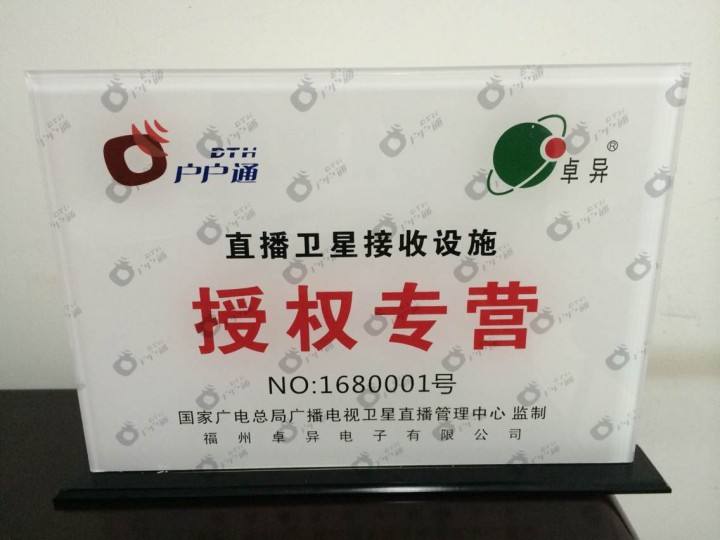 DTH
户户通
卓异®
直播卫星接收设施
授权专营
NO:1680001号
国家广电总局广播电视卫星直播管理中心 监制
福州卓异电子有限公司